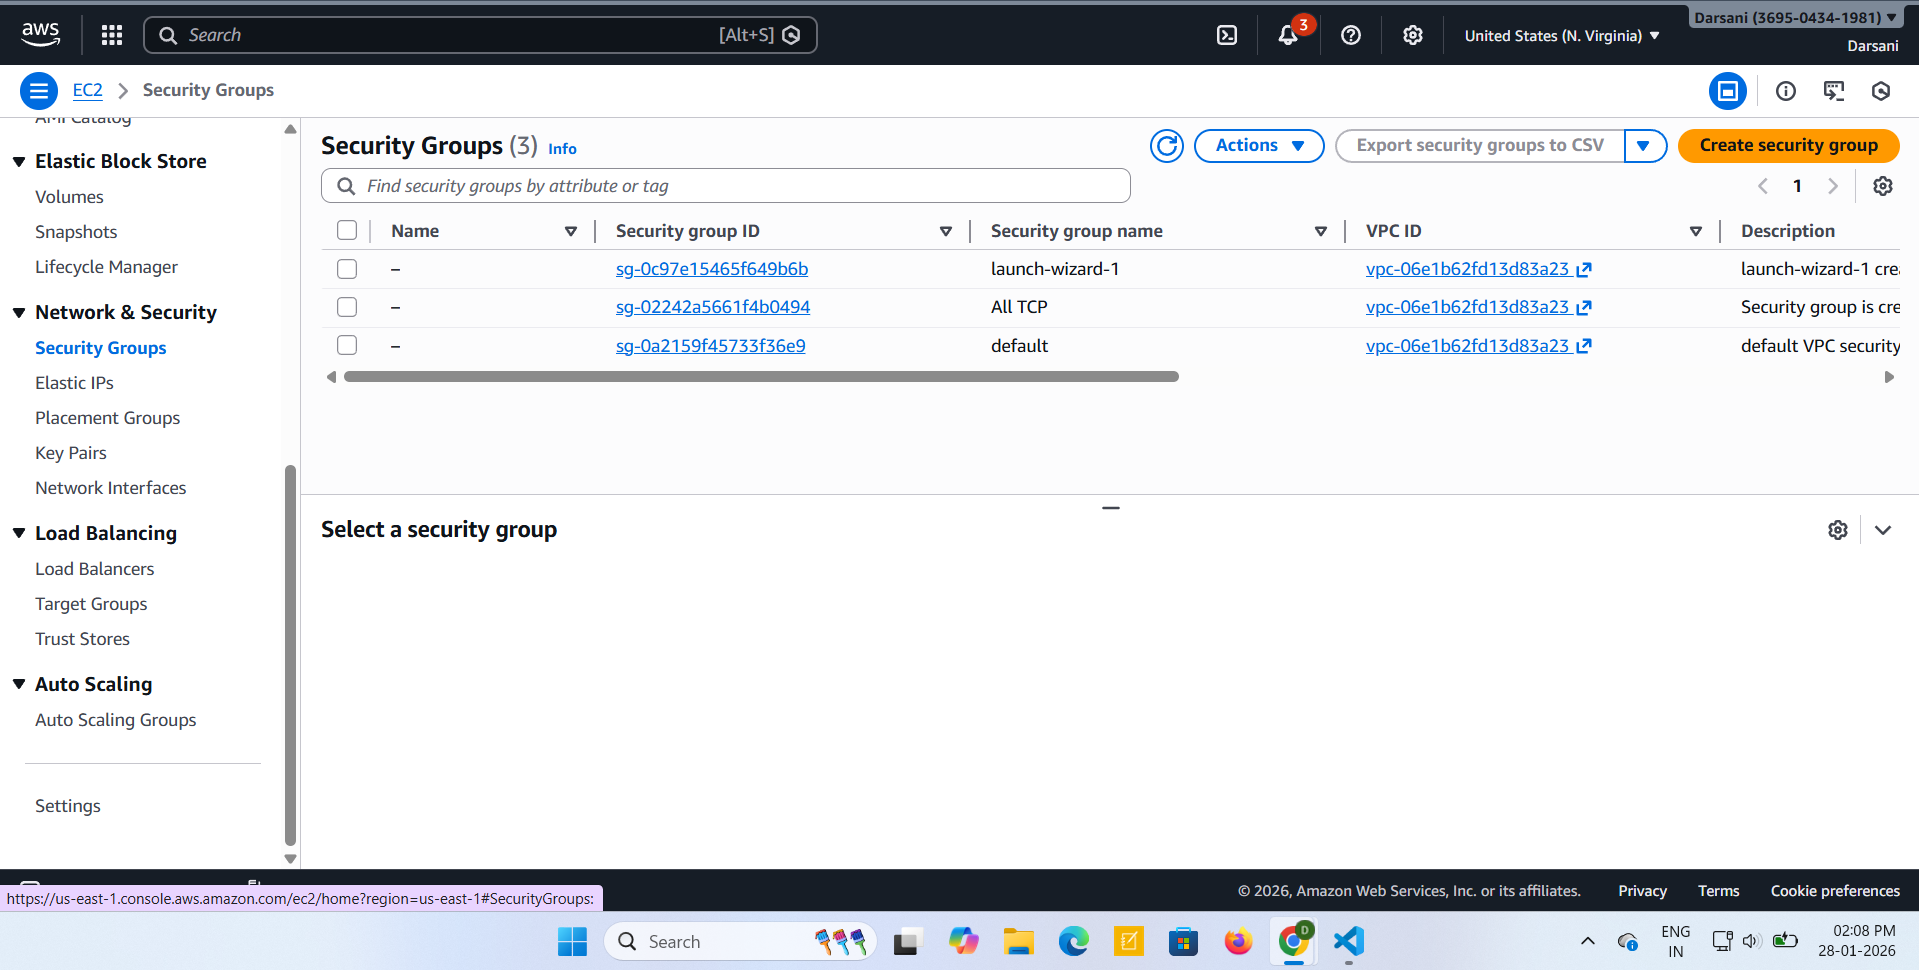 aws
Search [Alt+S]
3
United States (N. Virginia)
Darsani (3695-0434-1981)
Darsani
EC2 Security Groups
AMI Catalog
Elastic Block Store
Volumes
Snapshots
Lifecycle Manager
Network & Security
Security Groups
Elastic IPs
Placement Groups
Key Pairs
Network Interfaces
Load Balancing
Load Balancers
Target Groups
Trust Stores
Auto Scaling
Auto Scaling Groups
Settings
Security Groups (3) Info
Actions
Export security groups to CSV
Create security group
Find security groups by attribute or tag
1
Name Security group ID Security group name VPC ID Description
– sg-0c97e15465f649b6b launch-wizard-1 vpc-06e1b62fd13d83a23 launch-wizard-1 cre
– sg-02242a5661f4b0494 All TCP vpc-06e1b62fd13d83a23 Security group is cre
– sg-0a2159f45733f36e9 default vpc-06e1b62fd13d83a23 default VPC security
Select a security group
https://us-east-1.console.aws.amazon.com/ec2/home?region=us-east-1#SecurityGroups:
© 2026, Amazon Web Services, Inc. or its affiliates. Privacy Terms Cookie preferences
Search
D
ENG
IN
02:08 PM
28-01-2026